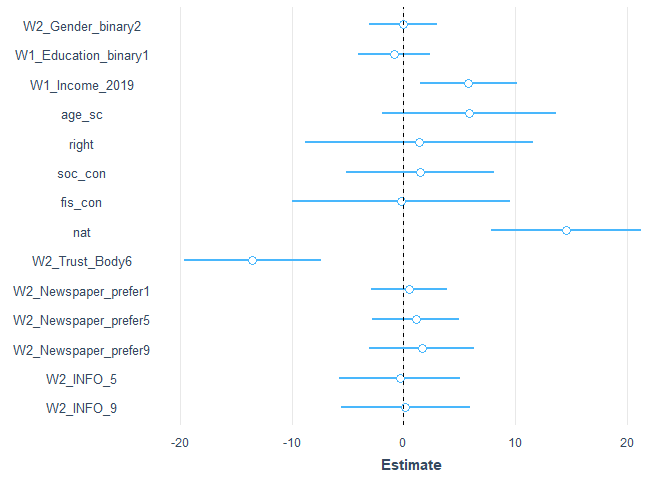 W2_Gender_binary2
W1_Education_binary1
W1_Income_2019
age_sc
right
soc_con
fis_con
nat
W2_Trust_Body6
W2_Newspaper_prefer1
W2_Newspaper_prefer5
W2_Newspaper_prefer9
W2_INFO_5
W2_INFO_9
-20 -10 0 10 20
Estimate